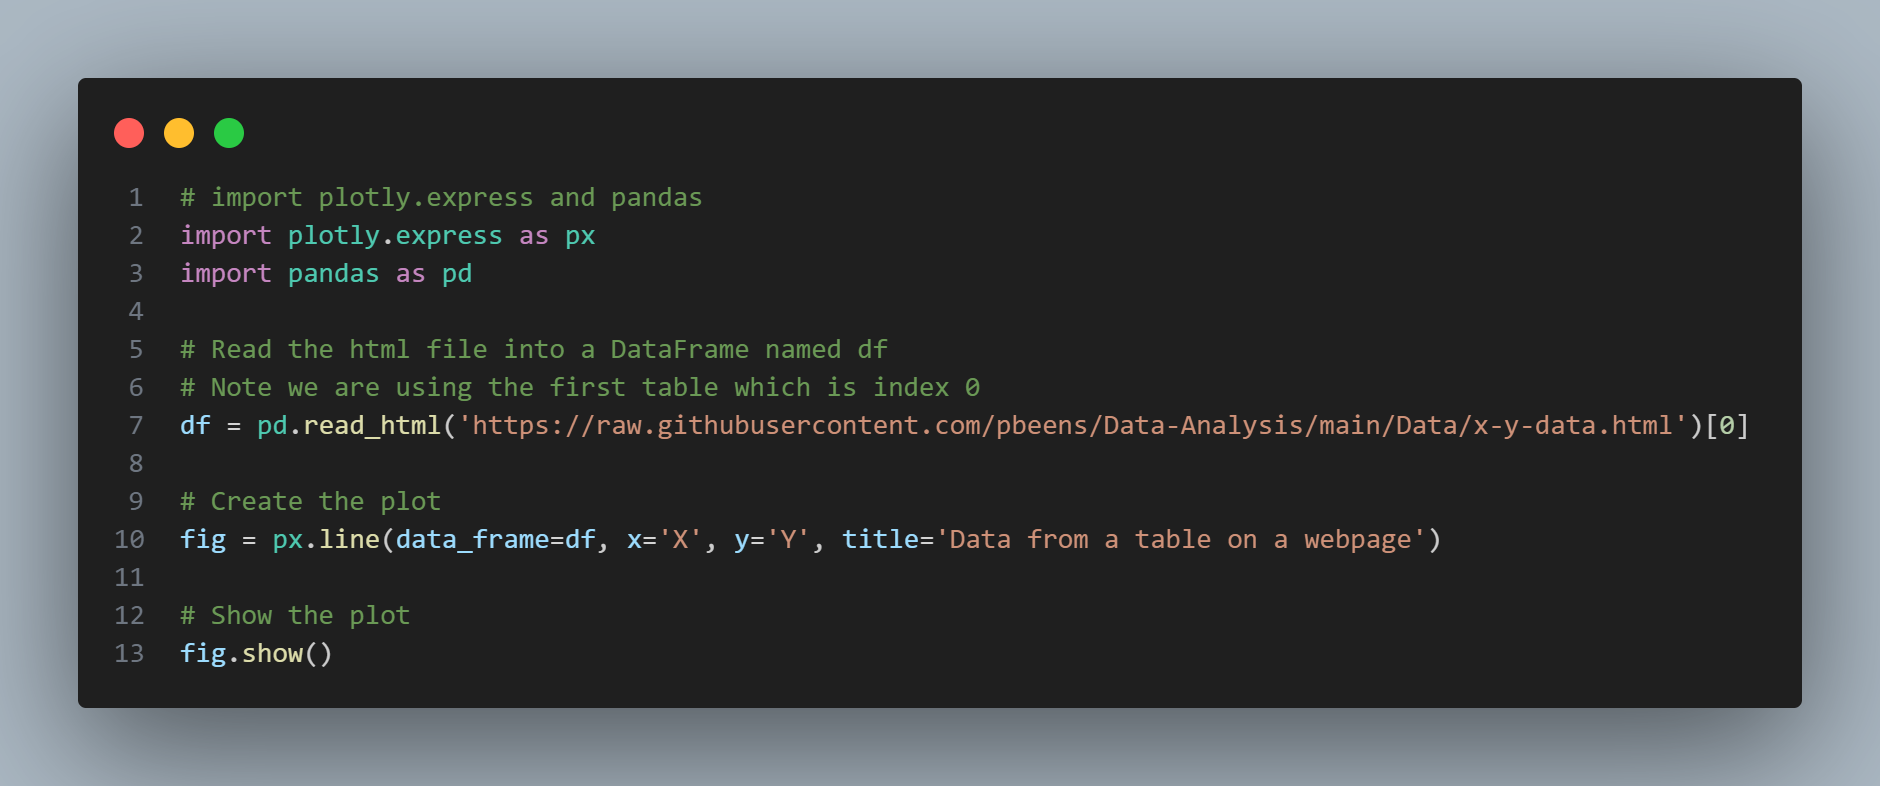 1 # import plotly.express and pandas
2 import plotly.express as px
3 import pandas as pd
4
5 # Read the html file into a DataFrame named df
6 # Note we are using the first table which is index 0
7 df = pd.read_html('https://raw.githubusercontent.com/pbeens/Data-Analysis/main/Data/x-y-data.html')[0]
8
9 # Create the plot
10 fig = px.line(data_frame=df, x='X', y='Y', title='Data from a table on a webpage')
11
12 # Show the plot
13 fig.show()